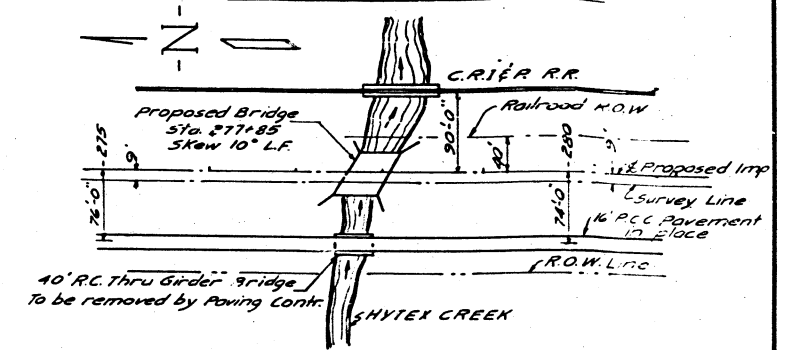 N
C.R.I.&P. R.R.
Proposed Bridge
Sta. 277+85
Skew 10° L.F.
Railroad R.O.W
90'-0"
40'
275
9'
76'-0"
280
9'
74'-0"
℄ Proposed Imp
Survey Line
16' P.C.C. Pavement
in place
R.O.W. Line
40' R.C. Thru Girder Bridge
To be removed by Paving Contr.
HYTEX CREEK